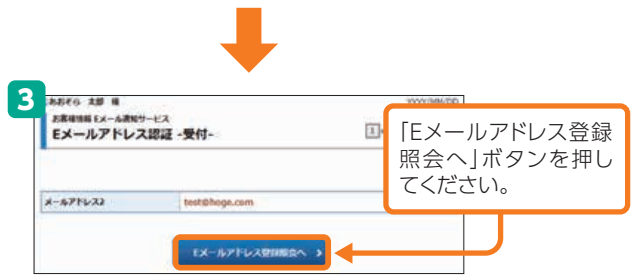 3
あおぞら 太郎 様
YYYY/MM/DD
お客様情報 Eメール通知サービス
Eメールアドレス認証 -受付-
1
「Eメールアドレス登録
照会へ」ボタンを押し
てください。
メールアドレス2
test@hoge.com
Eメールアドレス登録照会へ